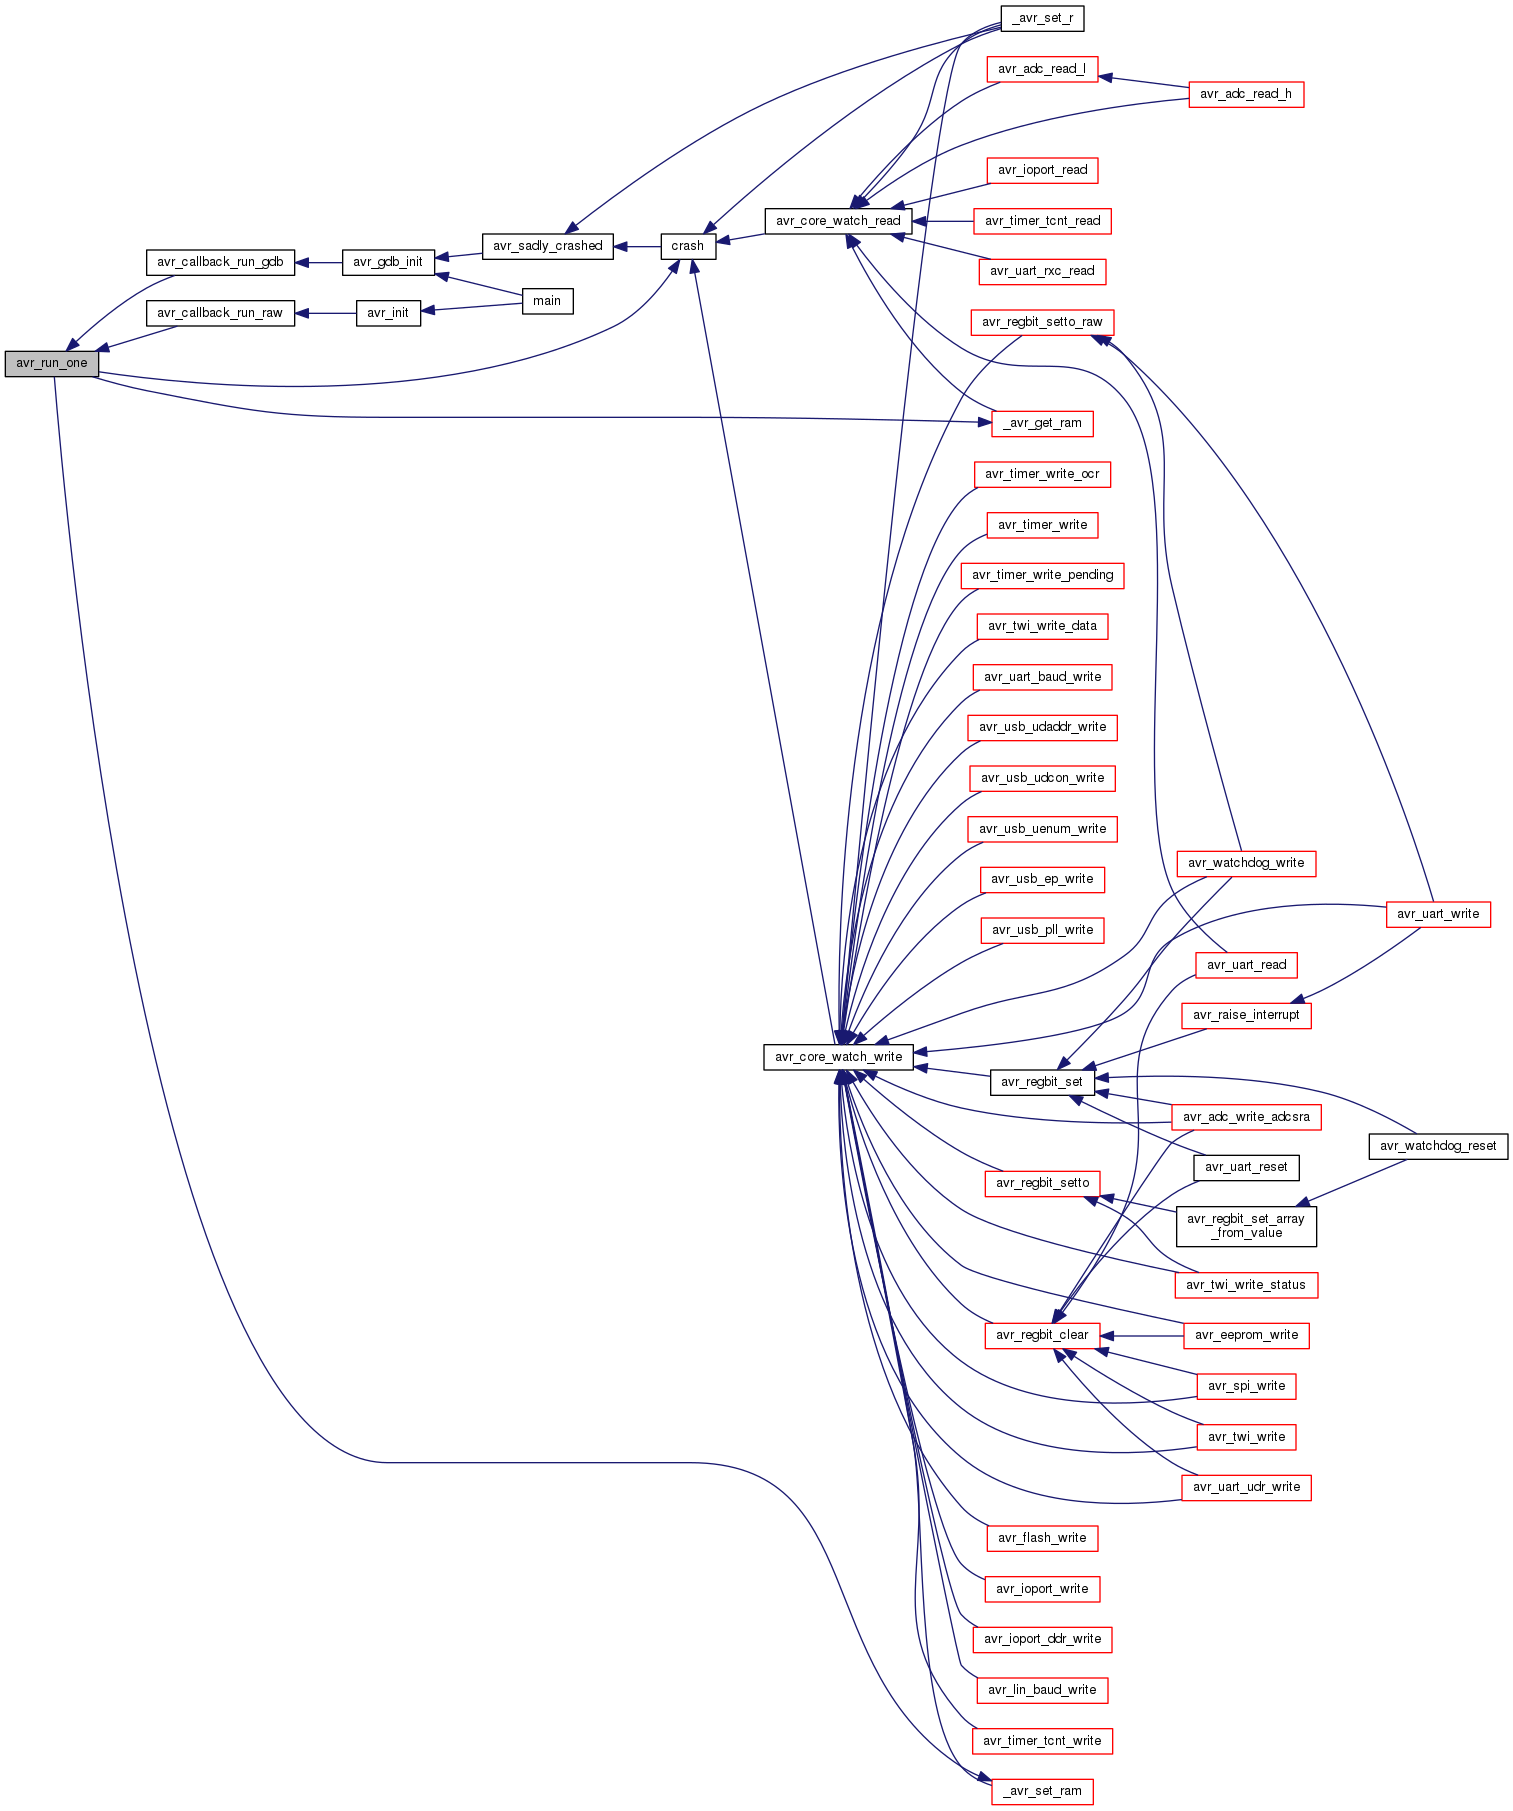 _avr_set_r
avr_adc_read_l
avr_adc_read_h
avr_ioport_read
avr_core_watch_read
avr_timer_tcnt_read
avr_sadly_crashed
crash
avr_callback_run_gdb
avr_gdb_init
avr_uart_rxc_read
main
avr_callback_run_raw
avr_init
avr_regbit_setto_raw
avr_run_one
_avr_get_ram
avr_timer_write_ocr
avr_timer_write
avr_timer_write_pending
avr_twi_write_data
avr_uart_baud_write
avr_usb_udaddr_write
avr_usb_udcon_write
avr_usb_uenum_write
avr_watchdog_write
avr_usb_ep_write
avr_uart_write
avr_usb_pll_write
avr_uart_read
avr_raise_interrupt
avr_core_watch_write
avr_regbit_set
avr_adc_write_adcsra
avr_watchdog_reset
avr_uart_reset
avr_regbit_setto
avr_regbit_set_array
_from_value
avr_twi_write_status
avr_regbit_clear
avr_eeprom_write
avr_spi_write
avr_twi_write
avr_uart_udr_write
avr_flash_write
avr_ioport_write
avr_ioport_ddr_write
avr_lin_baud_write
avr_timer_tcnt_write
_avr_set_ram